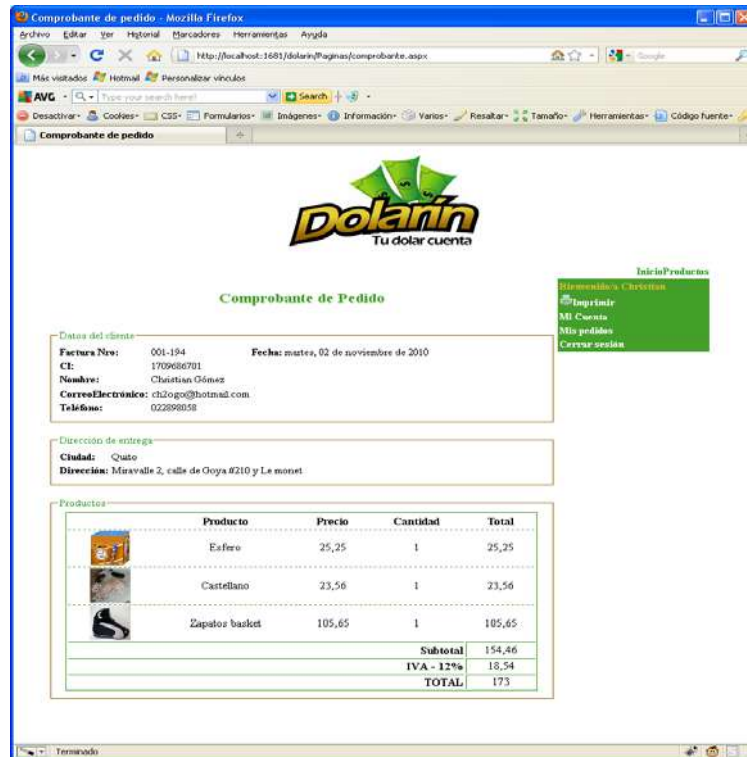 Comprobante de pedido - Mozilla Firefox
Archivo Editar Ver Historial Marcadores Herramientas Ayuda
http://localhost:1681/dolarin/Paginas/comprobante.aspx Google
Más visitados Hotmail Personalizar vínculos
AVG Type your search here! Search
Desactivar Cookies CSS Formularios Imágenes Información Varios Resaltar Tamaño Herramientas Código fuente
Comprobante de pedido
Dolarín
Tu dolar cuenta
InicioProductos
Bienvenido/a Christian
Imprimir
Mi Cuenta
Mis pedidos
Cerrar sesión
Comprobante de Pedido
Datos del cliente
Factura Nro: 001-194 Fecha: martes, 02 de noviembre de 2010
CI: 1709686701
Nombre: Christian Gómez
CorreoElectrónico: ch2ogo@hotmail.com
Teléfono: 022898058
Dirección de entrega
Ciudad: Quito
Dirección: Miravalle 2, calle de Goya #210 y Le monet
Productos
Producto Precio Cantidad Total
Esfero 25,25 1 25,25
Castellano 23,56 1 23,56
Zapatos basket 105,65 1 105,65
Subtotal 154,46
IVA - 12% 18,54
TOTAL 173
Terminado